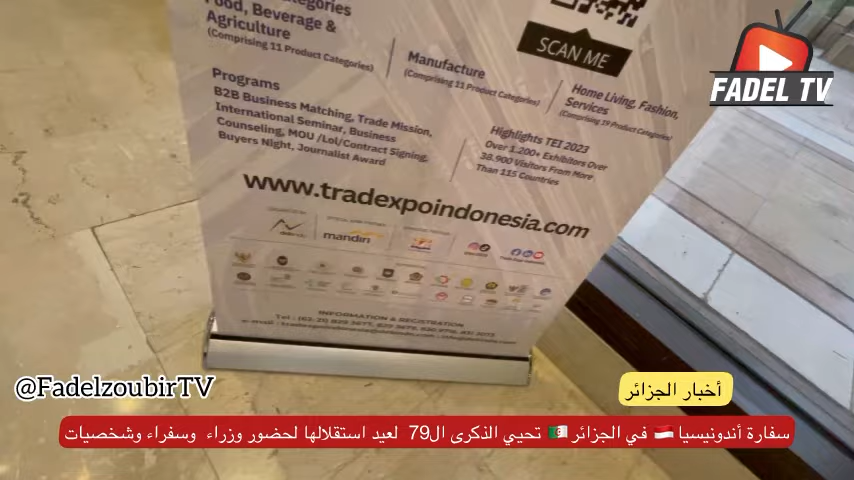 Food, Beverage &
Agriculture
(Comprising 11 Product Categories)
Manufacture
(Comprising 11 Product Categories)
Home Living, Fashion,
Services
(Comprising 19 Product Categories)
SCAN ME
FADEL TV
Programs
B2B Business Matching, Trade Mission,
International Seminar, Business
Counseling, MOU /LoI/Contract Signing,
Buyers Night, Journalist Award
Highlights TEI 2023
Over 1.200+ Exhibitors Over
38.900 Visitors From More
Than 115 Countries
www.tradexpoindonesia.com
mandiri
INFORMATION & REGISTRATION
@FadelzoubirTV
أخبار الجزائر
سفارة أندونيسيا 🇮🇩 في الجزائر 🇩🇿 تحيي الذكرى ال79 لعيد استقلالها لحضور وزراء وسفراء وشخصيات